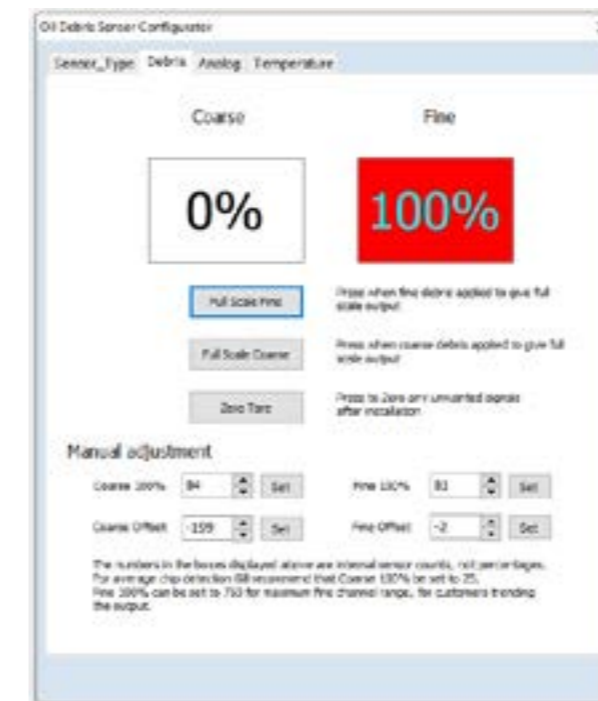 Oil Debris Sensor Configurator
Sensor_Type Debris Analog Temperature
Coarse Fine
0% 100%
Full Scale Fine
Press when fine debris applied to give full
scale output
Full Scale Coarse
Press when coarse debris applied to give full
scale output
Zero Tare
Press to Zero any unwanted signals
after installation
Manual adjustment
Coarse 100% 84 Set Fine 100% Set
Coarse Offset -159 Set Fine Offset -2 Set
The numbers in the boxes displayed above are internal sensor counts, not percentages.
For average chip detection Gill recommend that Coarse 100% be set to 25.
Fine 100% can be set to for maximum fine channel range, for customers trending
the output.